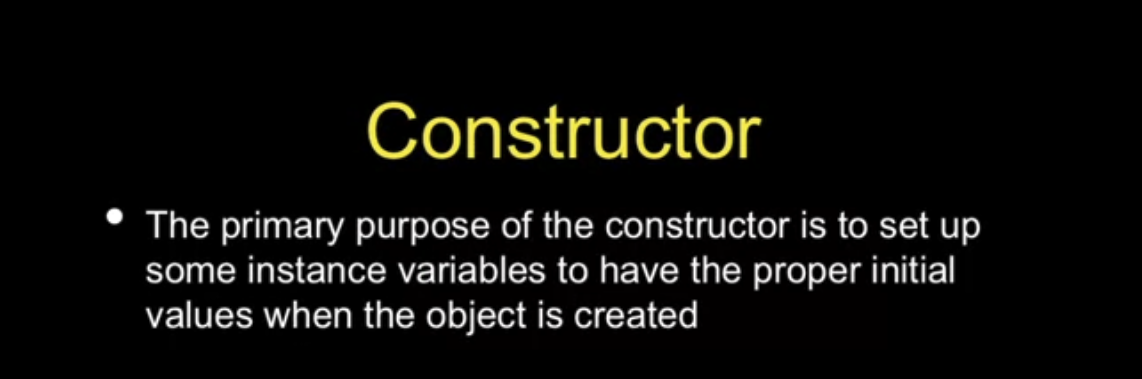 Constructor
• The primary purpose of the constructor is to set up
some instance variables to have the proper initial
values when the object is created